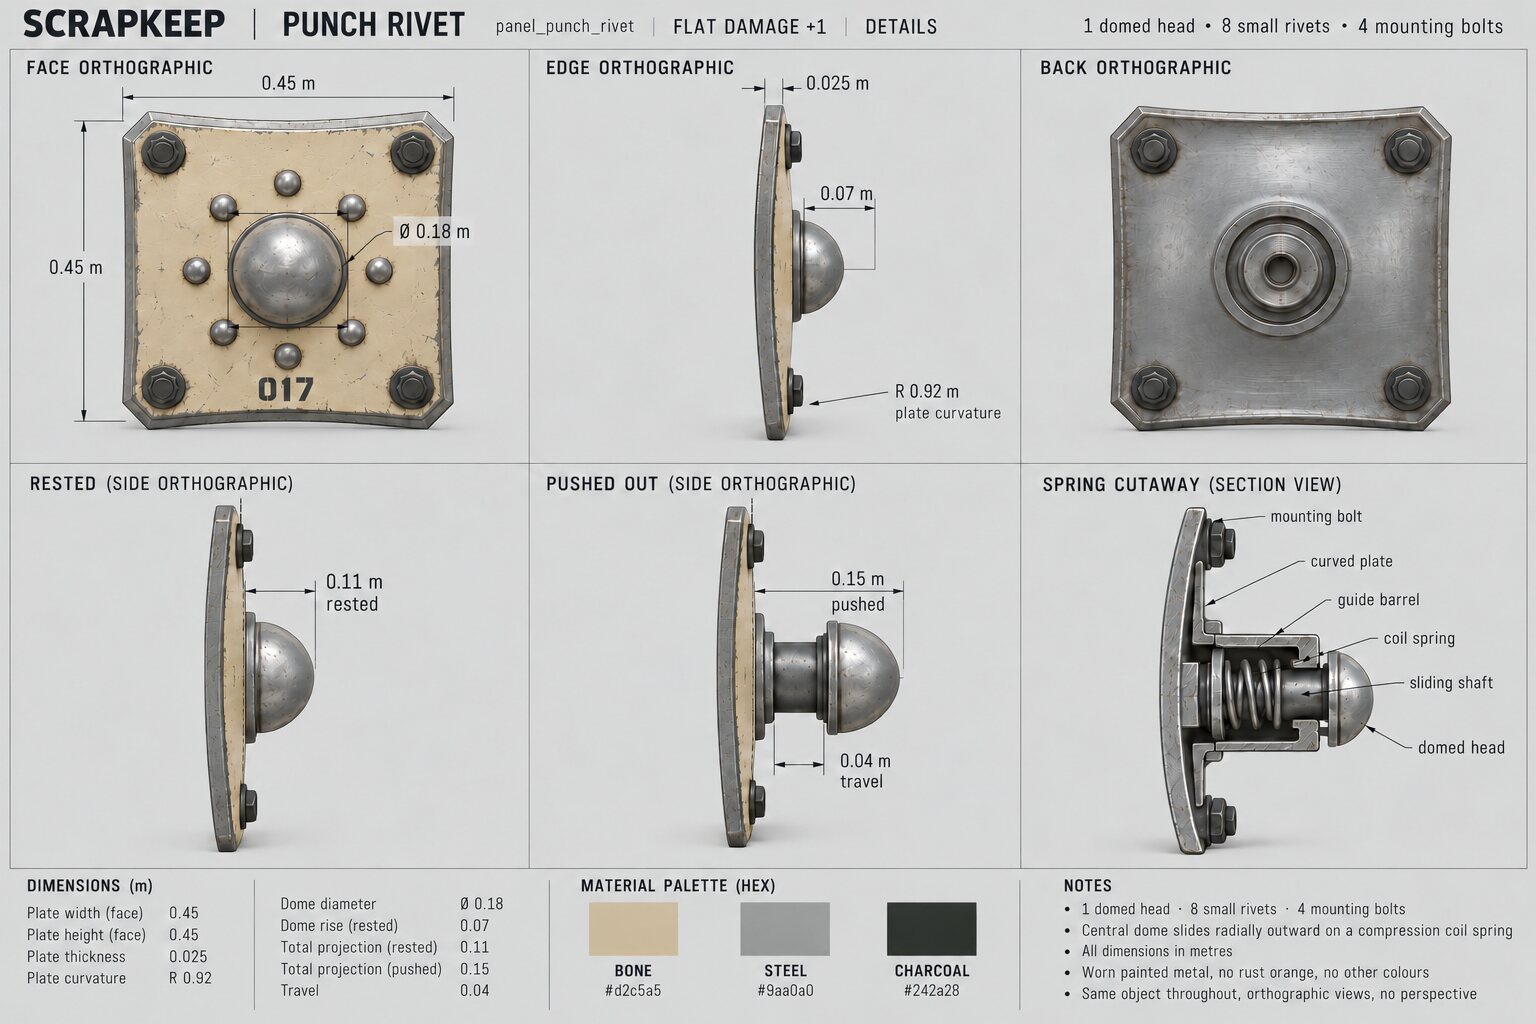 SCRAPKEEP | PUNCH RIVET panel_punch_rivet | FLAT DAMAGE +1 | DETAILS 1 domed head • 8 small rivets • 4 mounting bolts
FACE ORTHOGRAPHIC
0.45 m
0.45 m
Ø 0.18 m
017
EDGE ORTHOGRAPHIC
0.025 m
0.07 m
R 0.92 m
plate curvature
BACK ORTHOGRAPHIC
RESTED (SIDE ORTHOGRAPHIC)
0.11 m
rested
PUSHED OUT (SIDE ORTHOGRAPHIC)
0.15 m
pushed
0.04 m
travel
SPRING CUTAWAY (SECTION VIEW)
mounting bolt
curved plate
guide barrel
coil spring
sliding shaft
domed head
DIMENSIONS (m)
Plate width (face) 0.45
Plate height (face) 0.45
Plate thickness 0.025
Plate curvature R 0.92
Dome diameter Ø 0.18
Dome rise (rested) 0.07
Total projection (rested) 0.11
Total projection (pushed) 0.15
Travel 0.04
MATERIAL PALETTE (HEX)
BONE
#d2c5a5
STEEL
#9aa0a0
CHARCOAL
#242a28
NOTES
• 1 domed head · 8 small rivets · 4 mounting bolts
• Central dome slides radially outward on a compression coil spring
• All dimensions in metres
• Worn painted metal, no rust orange, no other colours
• Same object throughout, orthographic views, no perspective